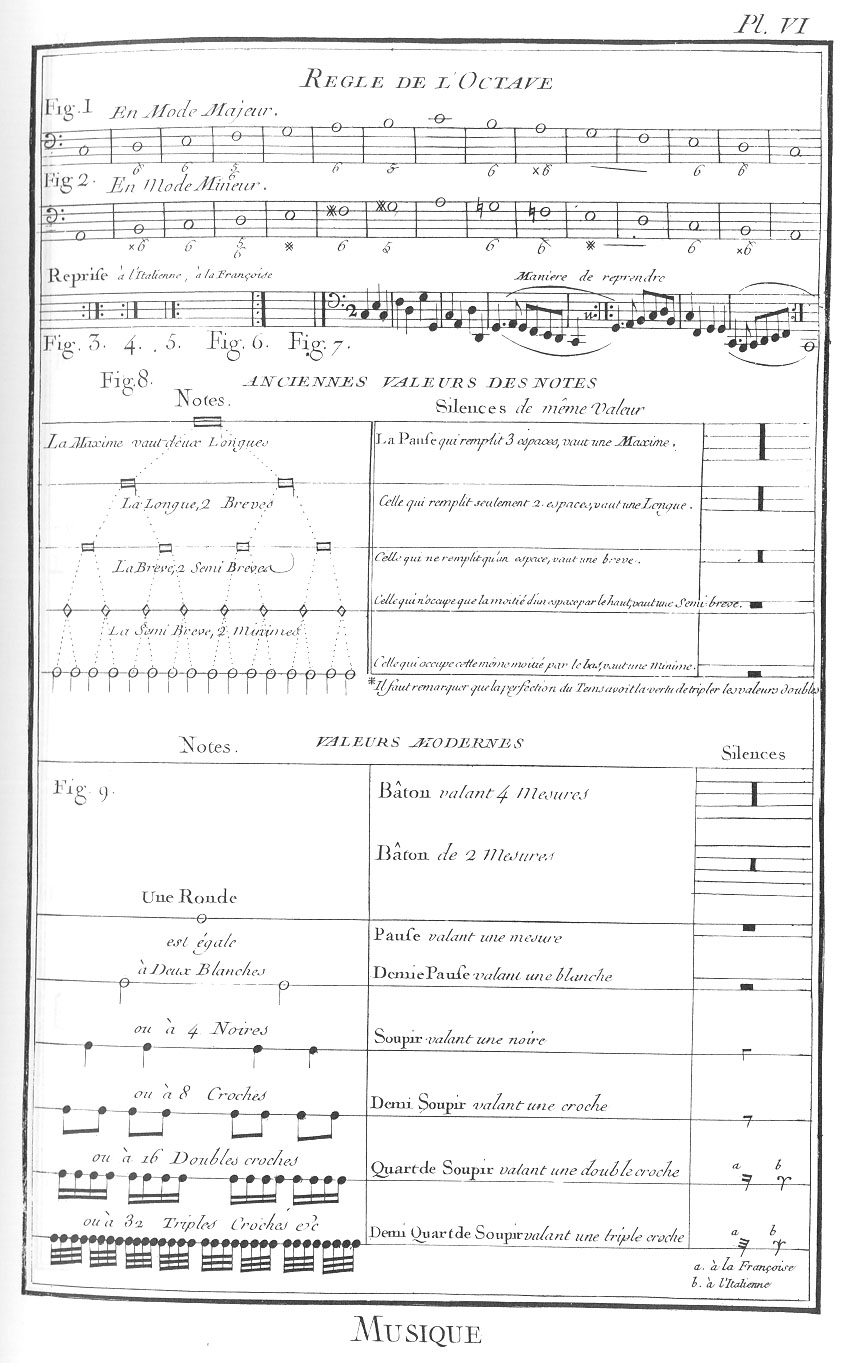 Pl. VI
REGLE DE L'OCTAVE
Fig. 1 En Mode Majeur.
6 6 6/5 6 5 6 ×6 6 6
Fig 2. En Mode Mineur.
×6 6 6/5 6 5 6 6 6 ×6
Reprise à l'Italienne, à la Françoise Maniere de reprendre
2
Fig. 3. 4. 5. Fig. 6. Fig. 7.
Fig. 8. ANCIENNES VALEURS DES NOTES
Notes. Silences de même Valeur
La Maxime vaut deux Longues La Pause qui remplit 3 espaces, vaut une Maxime.
La Longue, 2 Breves Celle qui remplit seulement 2 espaces, vaut une Longue.
La Breve, 2 Semi Breves Celle qui ne remplit qu'un espace, vaut une breve.
Celle qui n'occupe que la moitié d'un espace par le haut, vaut une Semi-breve.
La Semi Breve, 2 Minimes
Celle qui occupe cette même moitié par le bas, vaut une Minime.
*Il faut remarquer que la perfection du Tems avoit la vertu de tripler les valeurs doubles
Notes. VALEURS MODERNES Silences
Fig. 9. Bâton valant 4 Mesures
Bâton de 2 Mesures
Une Ronde
est égale Pause valant une mesure
à Deux Blanches Demie Pause valant une blanche
ou à 4 Noires Soupir valant une noire
ou à 8 Croches Demi Soupir valant une croche
ou à 16 Doubles croches Quart de Soupir valant une double croche a b
ou à 32 Triples Croches &c Demi Quart de Soupir valant une triple croche a b
a. à la Françoise
b. à l'Italienne
MUSIQUE